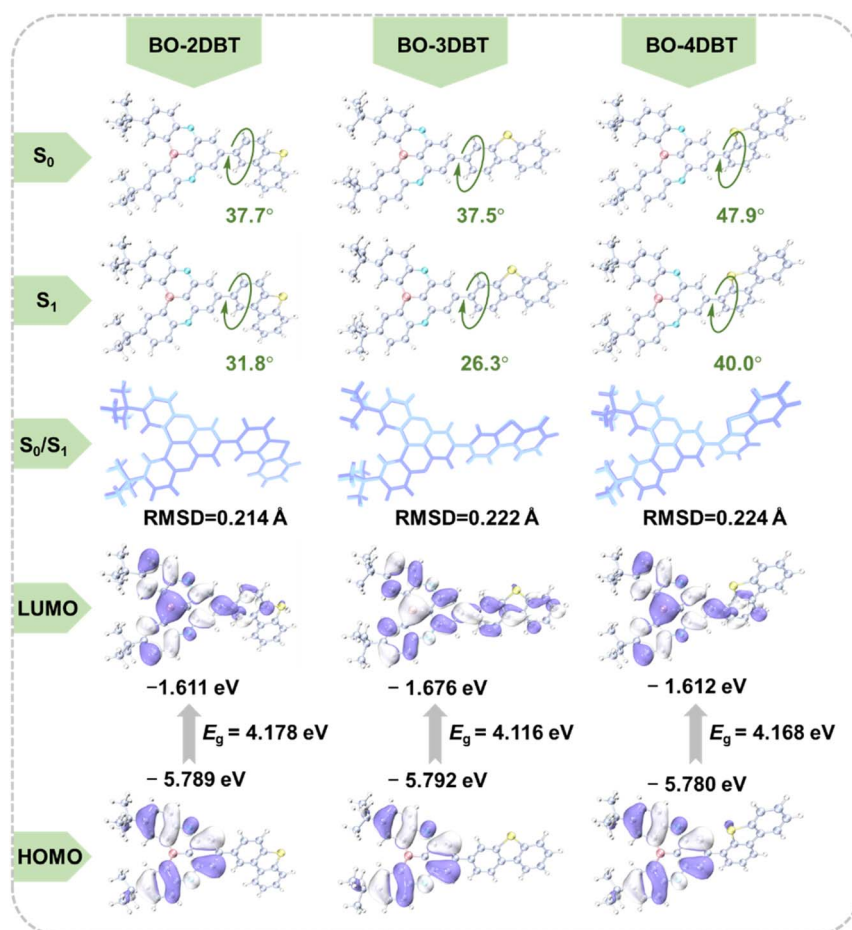 BO-2DBT BO-3DBT BO-4DBT
S₀
37.7° 37.5° 47.9°
S₁
31.8° 26.3° 40.0°
S₀/S₁
RMSD=0.214 Å RMSD=0.222 Å RMSD=0.224 Å
LUMO
−1.611 eV −1.676 eV − 1.612 eV
E_g = 4.178 eV E_g = 4.116 eV E_g = 4.168 eV
− 5.789 eV − 5.792 eV − 5.780 eV
HOMO